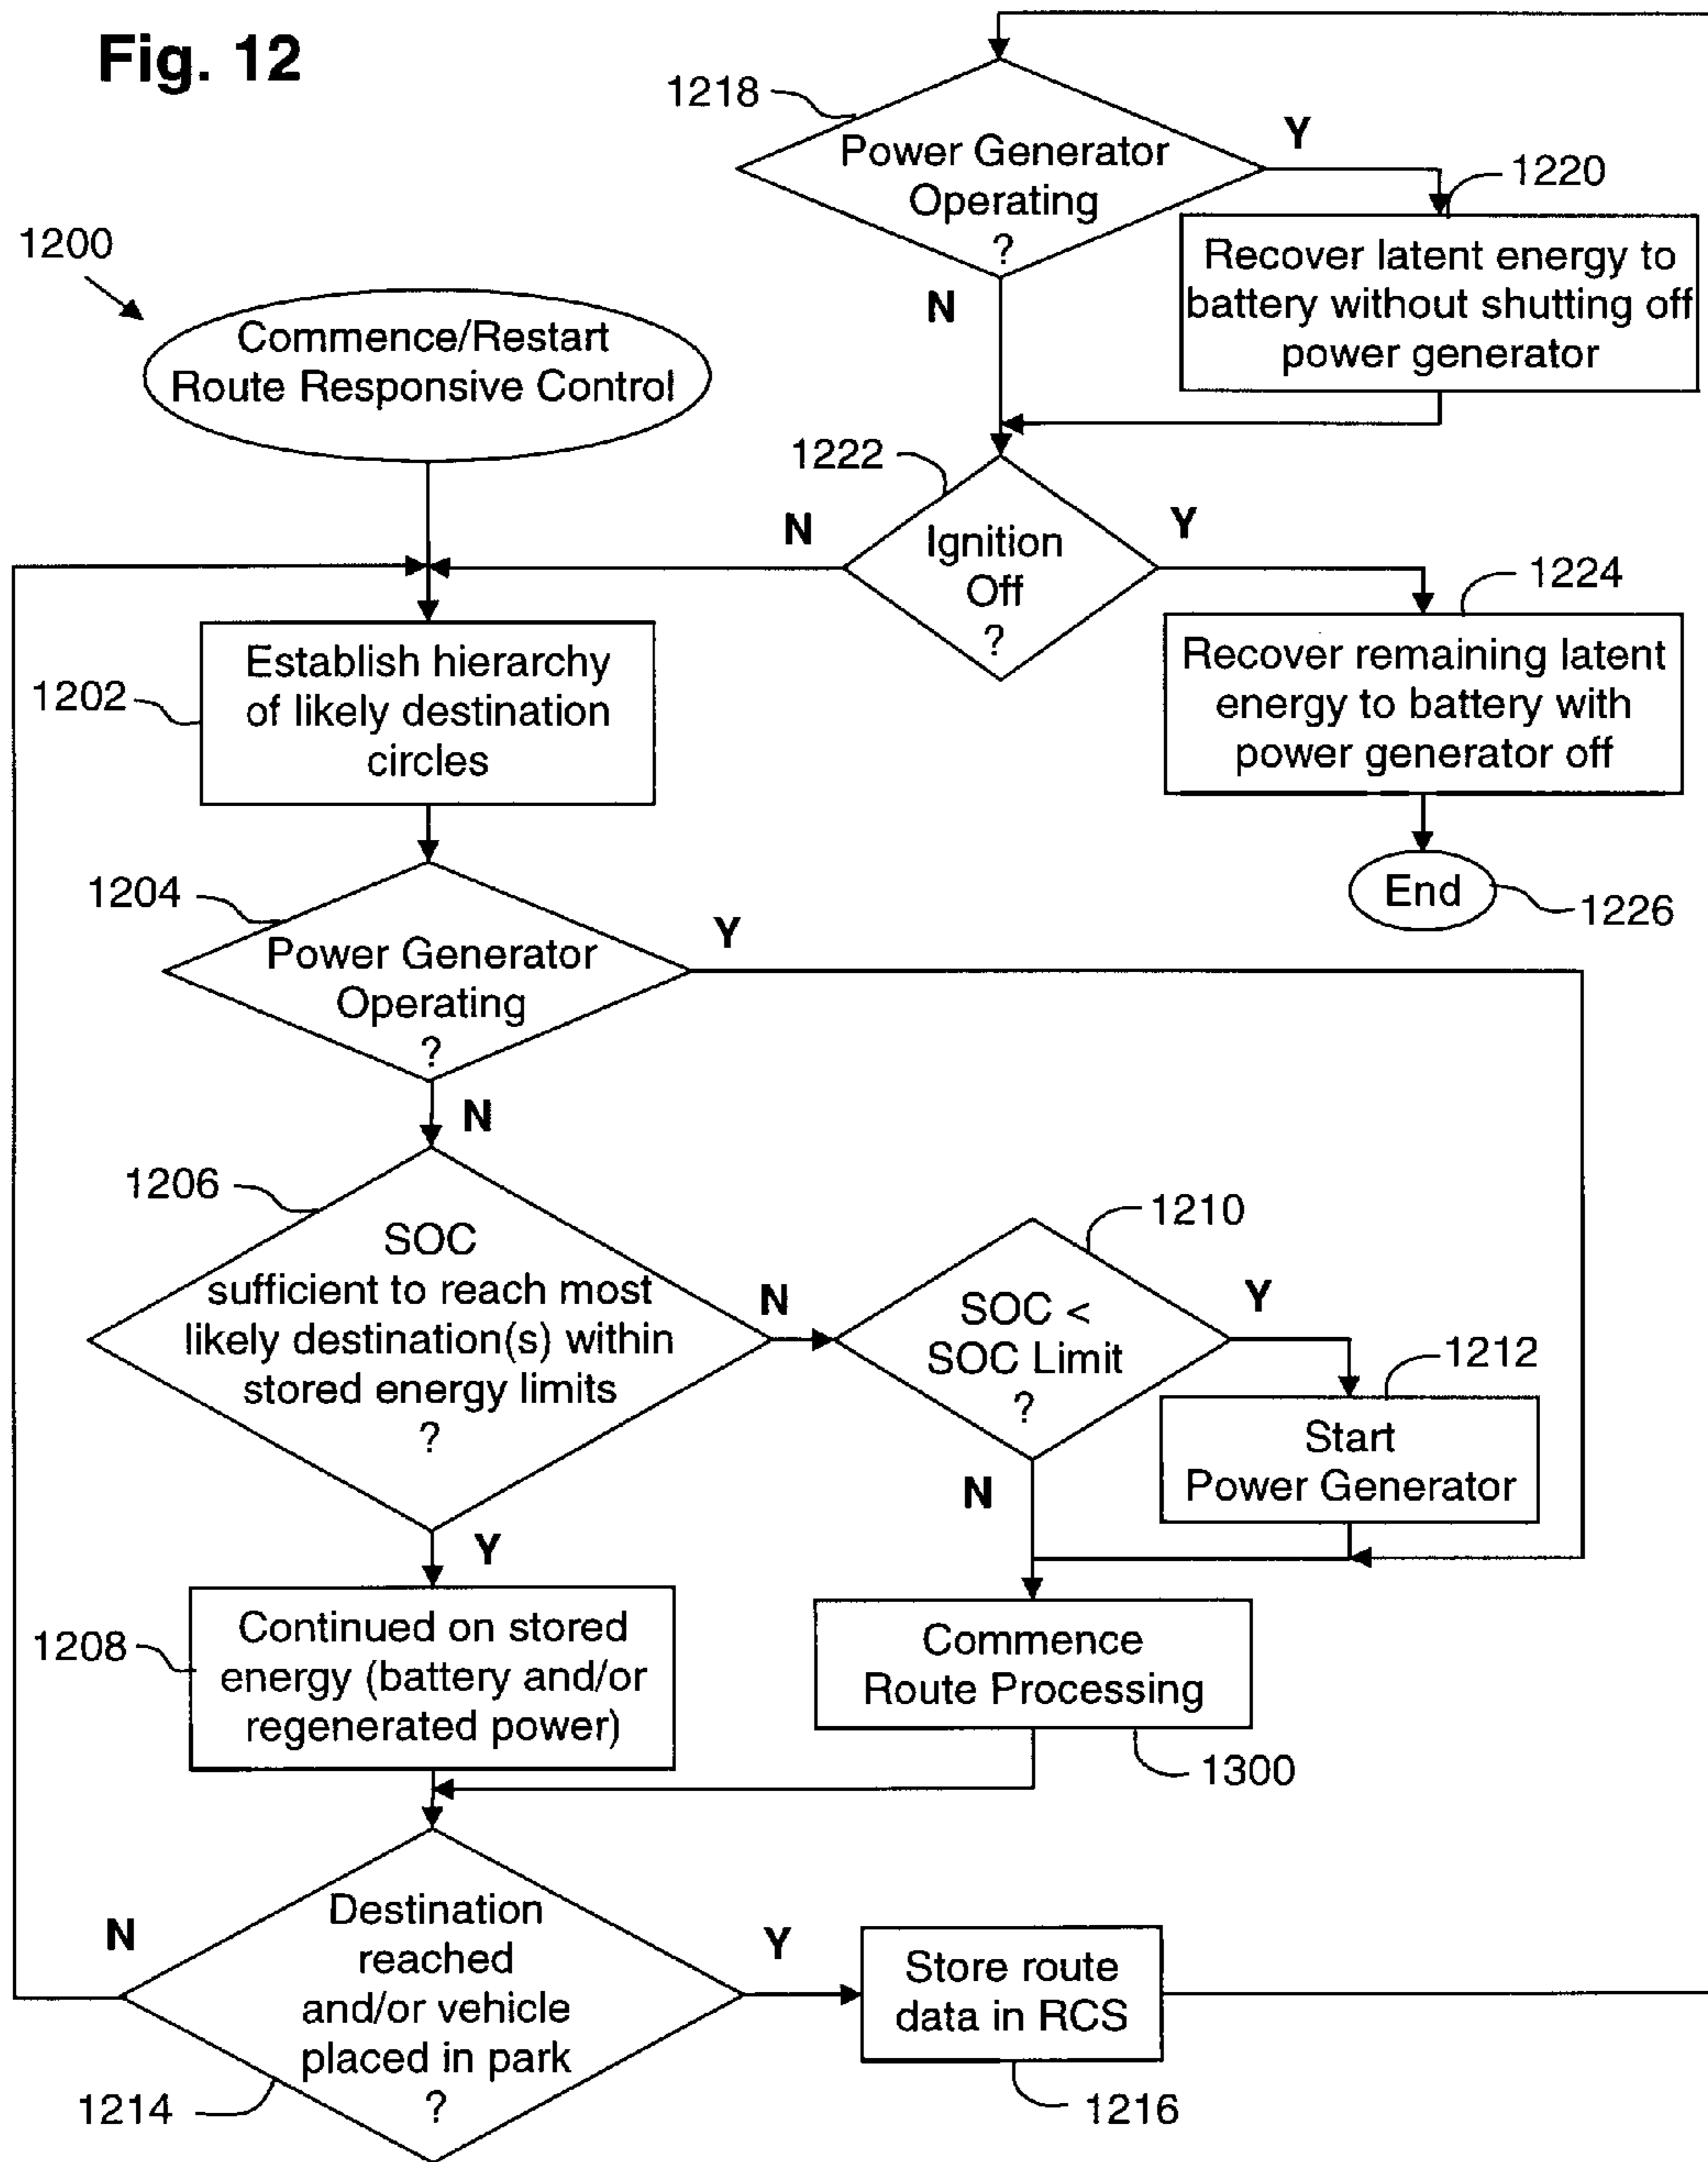 Fig. 12
1218
Power Generator
Operating
?
Y
N
1220
Recover latent energy to
battery without shutting off
power generator
1200
Commence/Restart
Route Responsive Control
1222
Ignition
Off
?
N
Y
1224
Recover remaining latent
energy to battery with
power generator off
End
1226
1202
Establish hierarchy
of likely destination
circles
1204
Power Generator
Operating
?
Y
N
1206
SOC
sufficient to reach most
likely destination(s) within
stored energy limits
?
N
Y
1210
SOC <
SOC Limit
?
Y
N
1212
Start
Power Generator
1208
Continued on stored
energy (battery and/or
regenerated power)
Commence
Route Processing
1300
Destination
reached
and/or vehicle
placed in park
?
N
Y
1214
Store route
data in RCS
1216